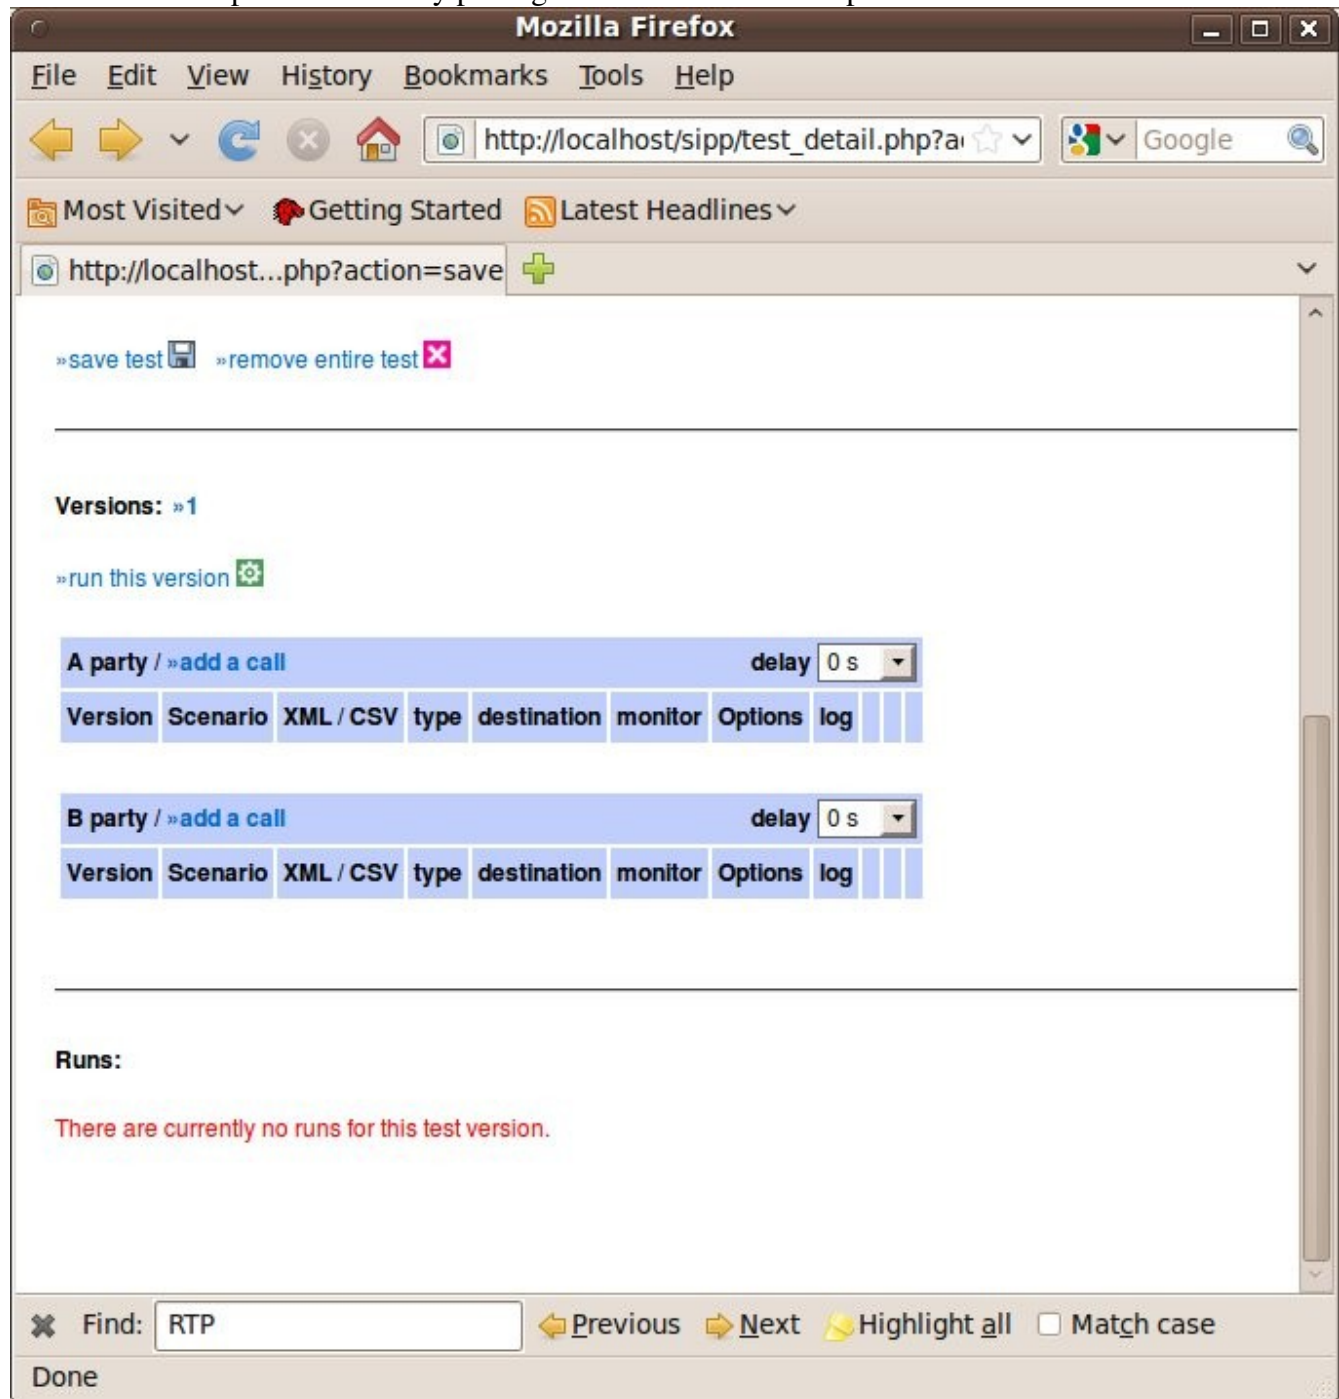 Mozilla Firefox
File Edit View History Bookmarks Tools Help
http://localhost/sipp/test_detail.php?a Google
Most Visited Getting Started Latest Headlines
http://localhost...php?action=save
»save test »remove entire test
Versions: »1
»run this version
A party / »add a call delay 0 s
Version Scenario XML / CSV type destination monitor Options log
B party / »add a call delay 0 s
Version Scenario XML / CSV type destination monitor Options log
Runs:
There are currently no runs for this test version.
Find: RTP Previous Next Highlight all Match case
Done